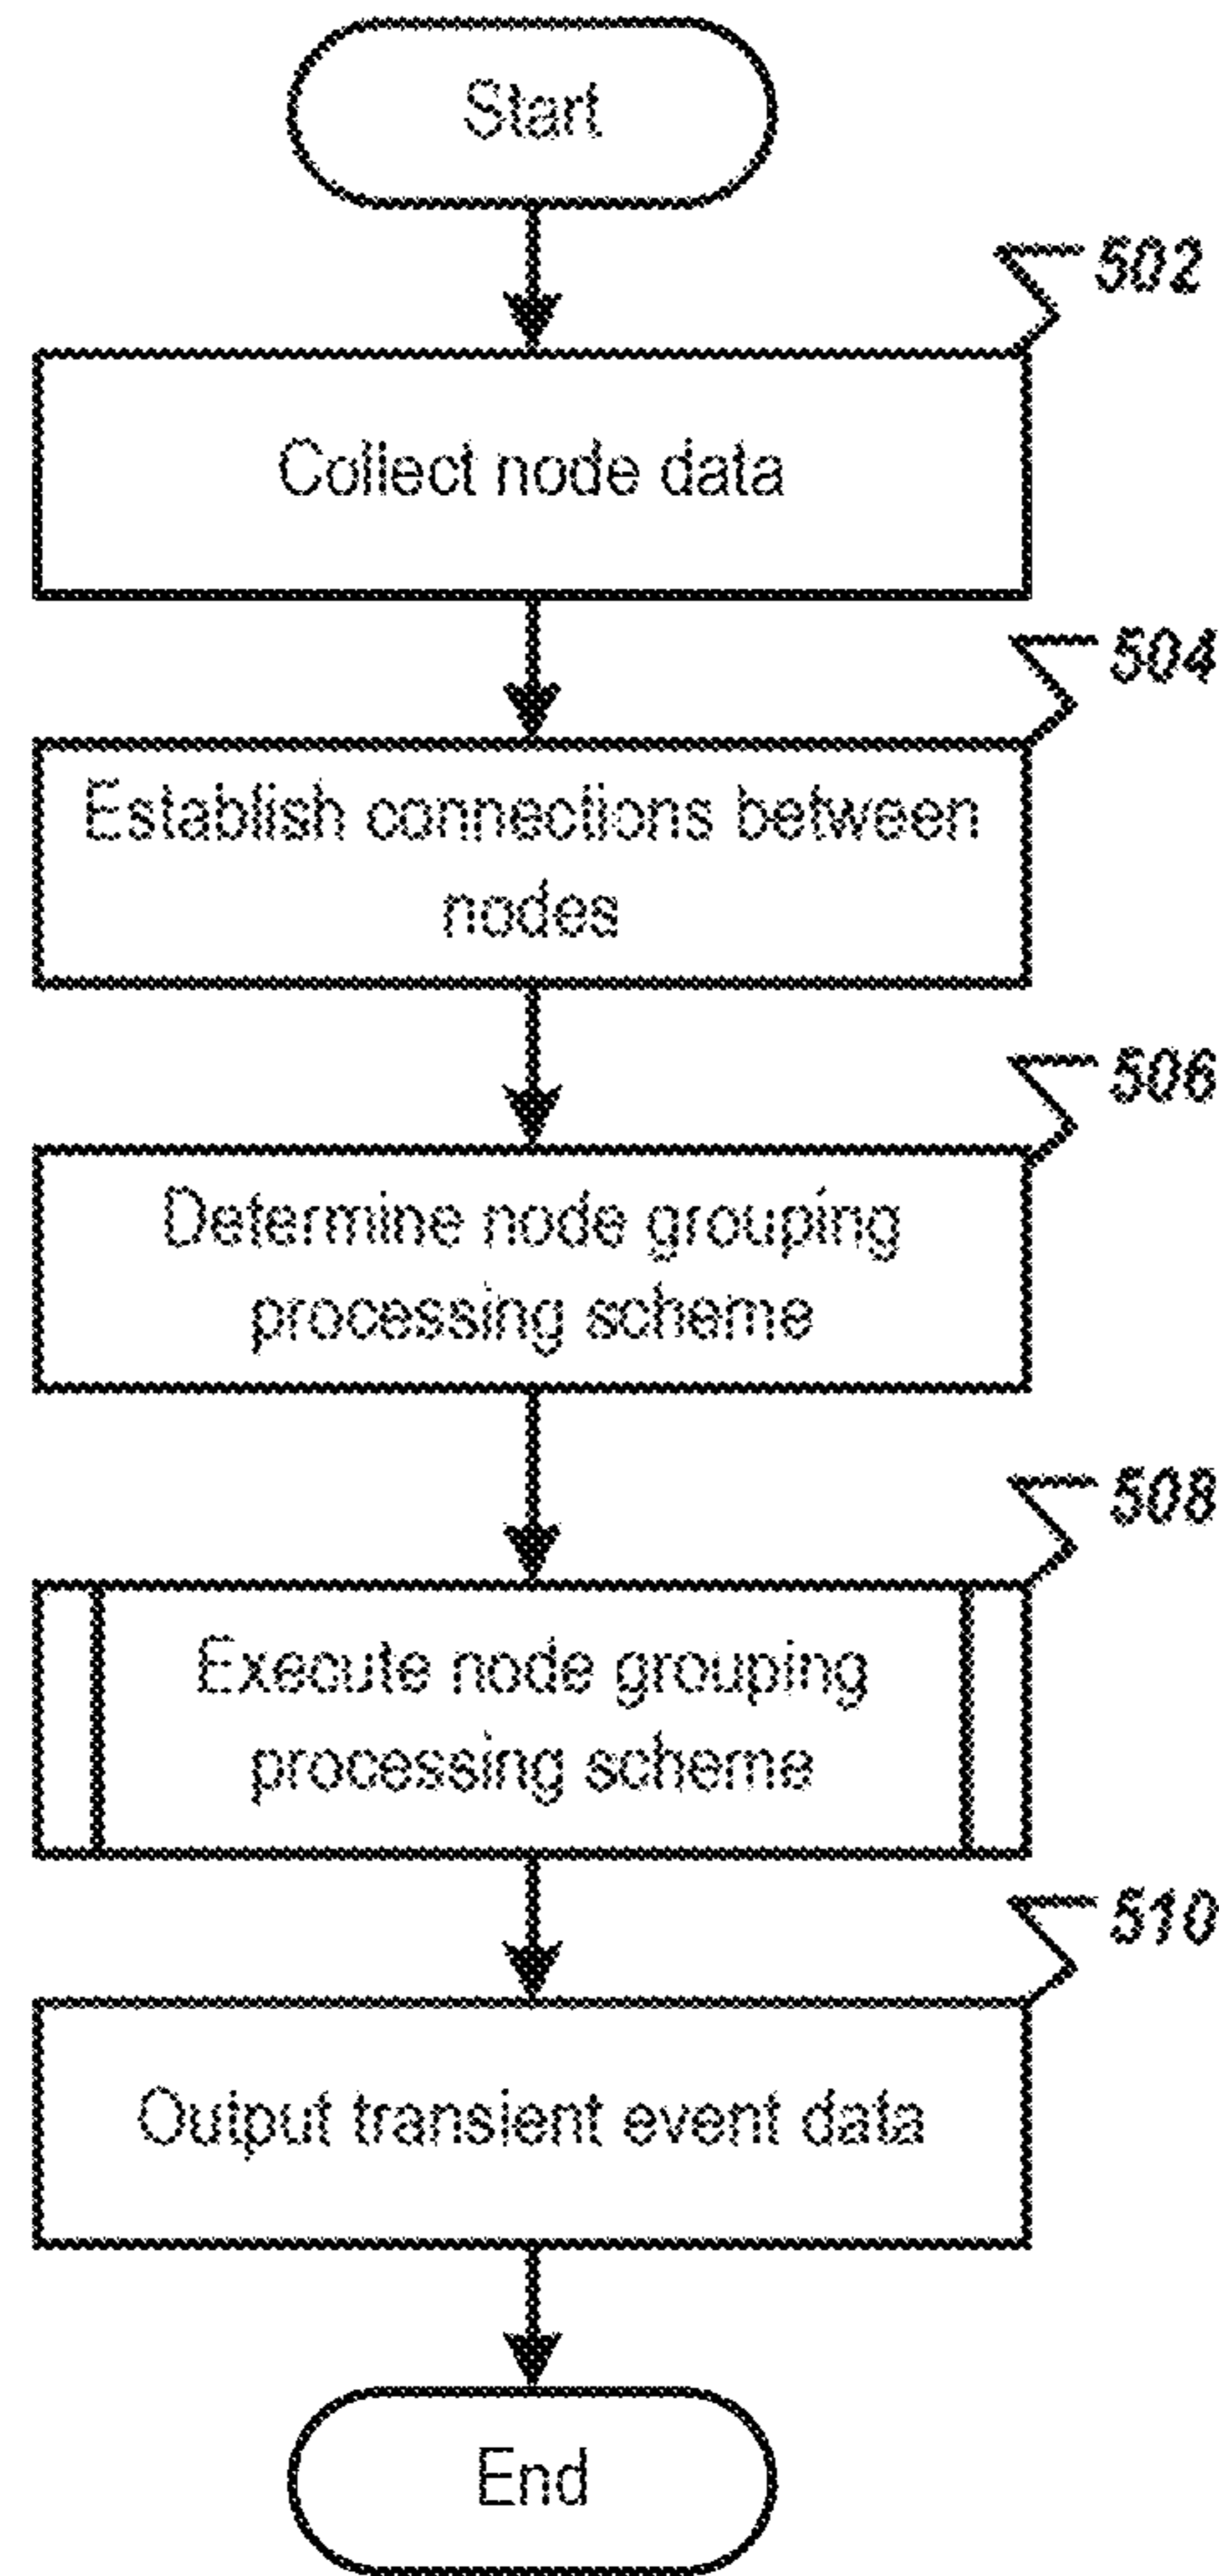 Start
502
Collect node data
504
Establish connections between
nodes
506
Determine node grouping
processing scheme
508
Execute node grouping
processing scheme
510
Output transient event data
End